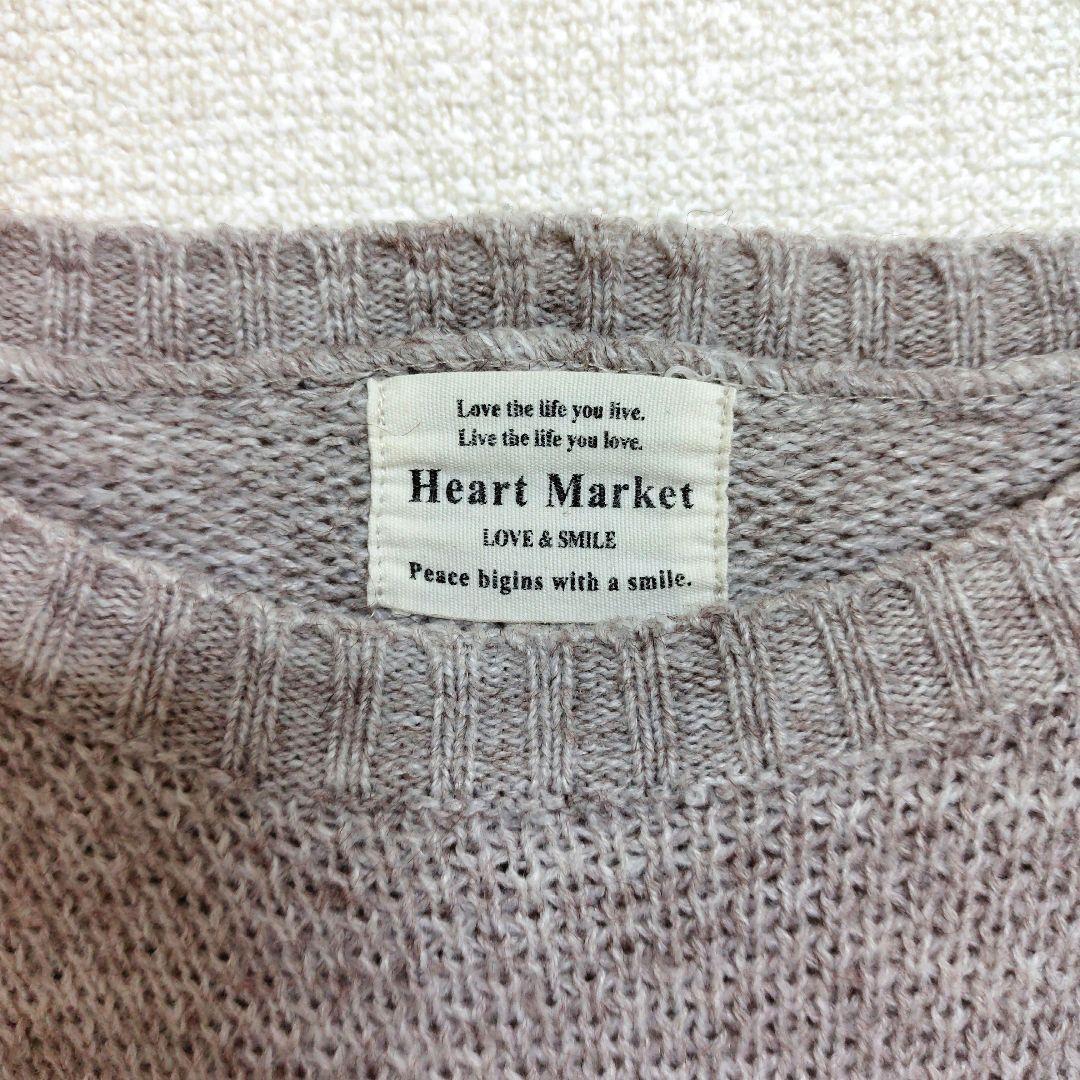 Love the life you live.
Live the life you love.
Heart Market
LOVE & SMILE
Peace bigins with a smile.